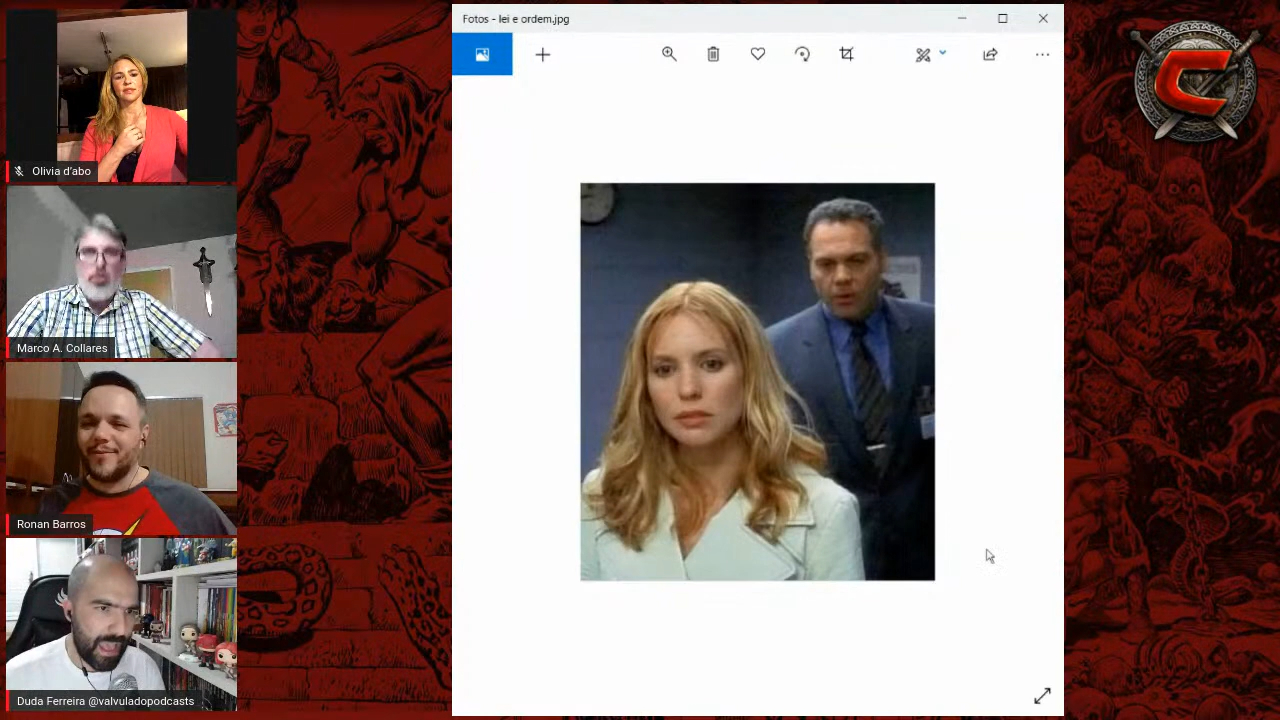 Fotos - lei e ordem.jpg
Olivia d'abo
Marco A. Collares
Ronan Barros
Duda Ferreira @valvuladopodcasts
C